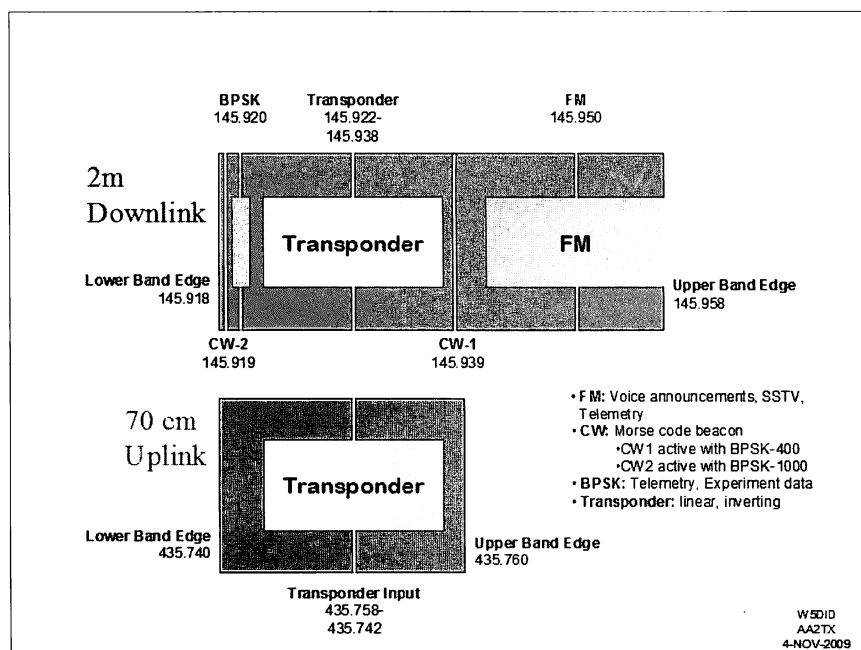 BPSK
145.920
Transponder
145.922-
145.938
FM
145.950
2m
Downlink
Transponder
FM
Lower Band Edge
145.918
Upper Band Edge
145.958
CW-2
145.919
CW-1
145.939
70 cm
Uplink
Transponder
Lower Band Edge
435.740
Upper Band Edge
435.760
Transponder Input
435.758-
435.742
• FM: Voice announcements, SSTV,
Telemetry
• CW: Morse code beacon
•CW1 active with BPSK-400
•CW2 active with BPSK-1000
• BPSK: Telemetry, Experiment data
• Transponder: linear, inverting
W5DID
AA2TX
4-NOV-2009